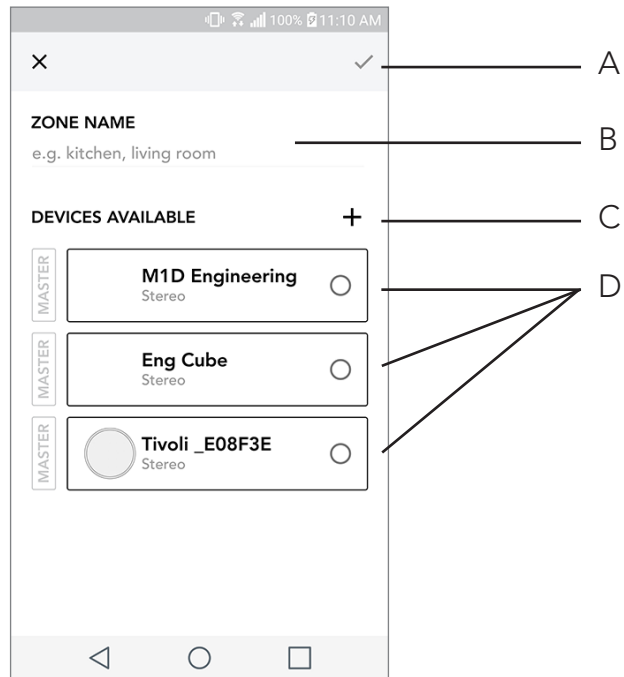 100% 11:10 AM
A
ZONE NAME
B
e.g. kitchen, living room
DEVICES AVAILABLE
C
MASTER
M1D Engineering
Stereo
D
MASTER
Eng Cube
Stereo
MASTER
Tivoli _E08F3E
Stereo